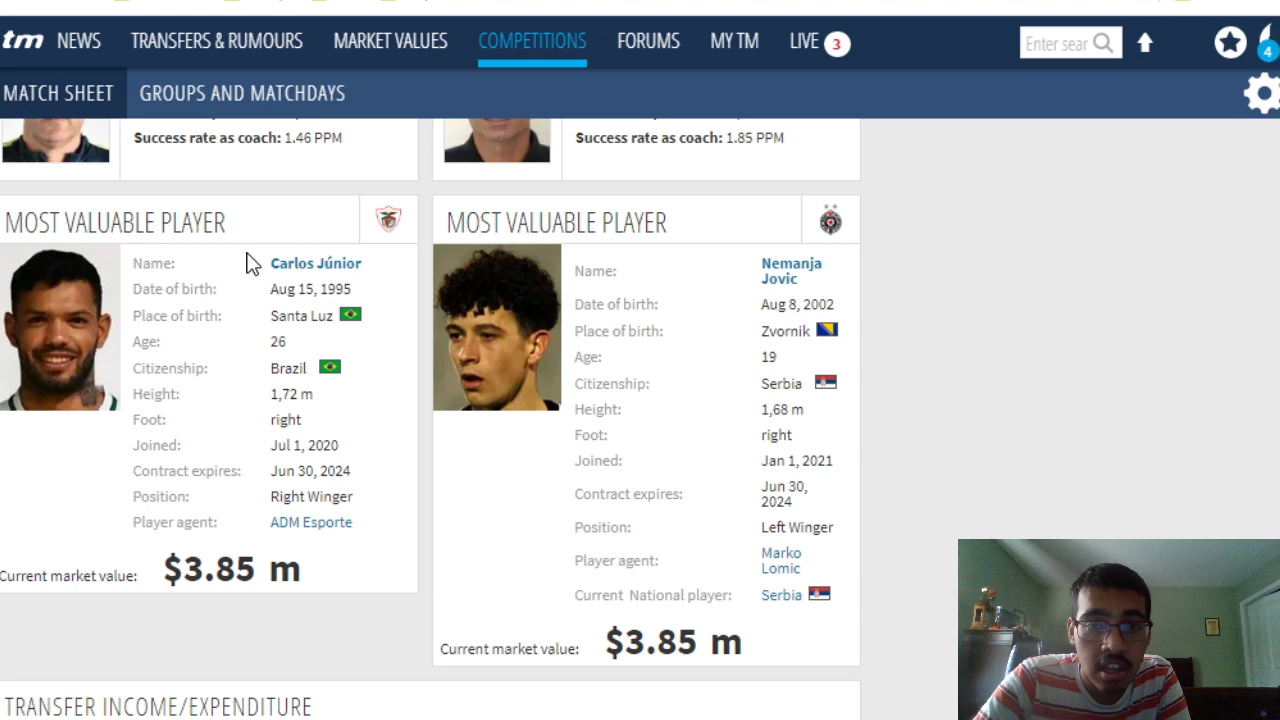 tm NEWS TRANSFERS & RUMOURS MARKET VALUES COMPETITIONS FORUMS MY TM LIVE 3 Enter sear 4
MATCH SHEET GROUPS AND MATCHDAYS
Success rate as coach: 1.46 PPM
Success rate as coach: 1.85 PPM
MOST VALUABLE PLAYER
Name: Carlos Júnior
Date of birth: Aug 15, 1995
Place of birth: Santa Luz
Age: 26
Citizenship: Brazil
Height: 1,72 m
Foot: right
Joined: Jul 1, 2020
Contract expires: Jun 30, 2024
Position: Right Winger
Player agent: ADM Esporte
Current market value: $3.85 m
MOST VALUABLE PLAYER
Name: Nemanja
Jovic
Date of birth: Aug 8, 2002
Place of birth: Zvornik
Age: 19
Citizenship: Serbia
Height: 1,68 m
Foot: right
Joined: Jan 1, 2021
Contract expires: Jun 30,
2024
Position: Left Winger
Player agent: Marko
Lomic
Current National player: Serbia
Current market value: $3.85 m
TRANSFER INCOME/EXPENDITURE